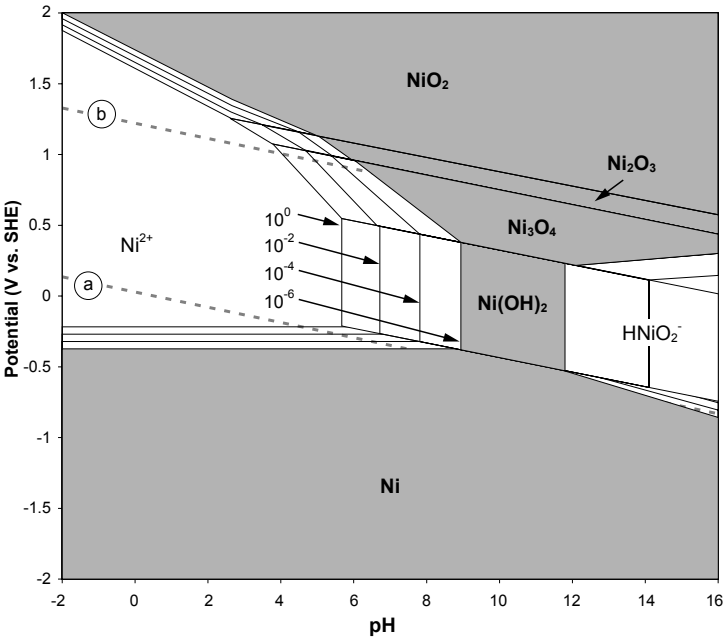 2
1.5
1
0.5
0
-0.5
-1
-1.5
-2
Potential (V vs. SHE)
-2
0
2
4
6
8
10
12
14
16
pH
NiO₂
b
Ni₂O₃
Ni₃O₄
10⁰
Ni²⁺
10⁻²
a
10⁻⁴
10⁻⁶
Ni(OH)₂
HNiO₂⁻
Ni